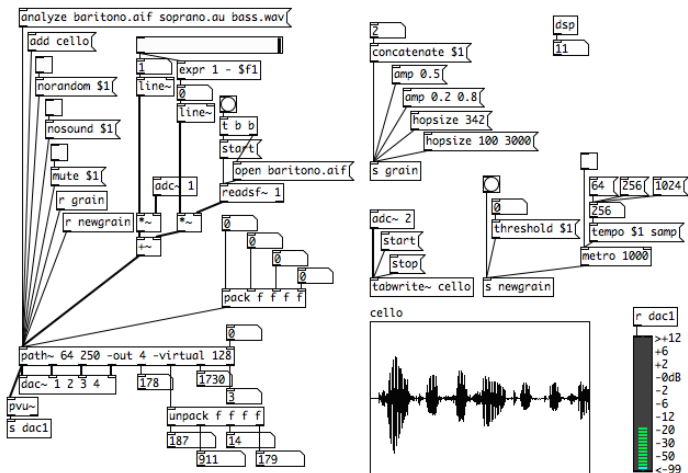 analyze baritono.aif soprano.au bass.wav
add cello
norandom $1
nosound $1
mute $1
r grain
r newgrain
1
expr 1 - $f1
line~
0
line~
t b b
start
open baritono.aif
readsf~ 1
adc~ 1
*~
*~
+~
0
0
0
0
pack f f f f
0
path~ 64 250 -out 4 -virtual 128
dac~ 1 2 3 4
178
1730
3
pvu~
s dac1
unpack f f f f
187
14
911
179
2
concatenate $1
amp 0.5
amp 0.2 0.8
hopsize 342
hopsize 100 3000
s grain
dsp
11
adc~ 2
start
stop
tabwrite~ cello
0
threshold $1
s newgrain
64
256
1024
256
tempo $1 samp
metro 1000
cello
r dac1
>+12
+6
+2
-0dB
-2
-6
-12
-20
-30
-50
<-99